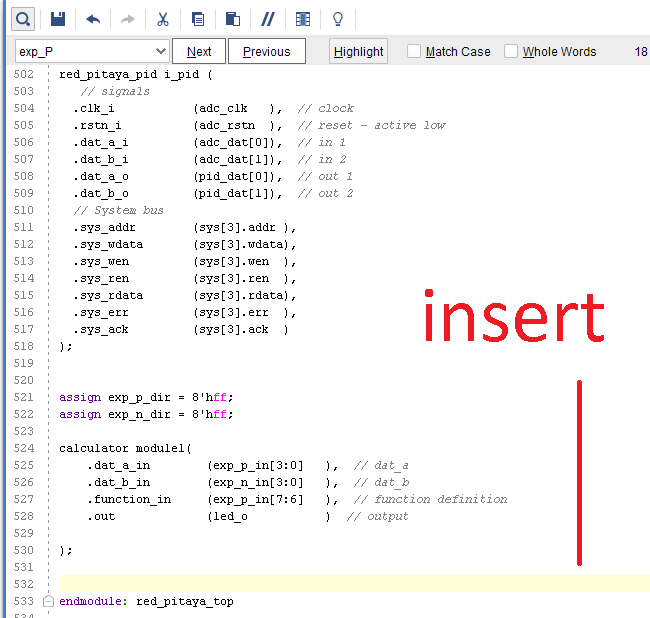 exp_P Next Previous Highlight Match Case Whole Words 18
502 red_pitaya_pid i_pid (
503 // signals
504 .clk_i (adc_clk ), // clock
505 .rstn_i (adc_rstn ), // reset - active low
506 .dat_a_i (adc_dat[0]), // in 1
507 .dat_b_i (adc_dat[1]), // in 2
508 .dat_a_o (pid_dat[0]), // out 1
509 .dat_b_o (pid_dat[1]), // out 2
510 // System bus
511 .sys_addr (sys[3].addr ),
512 .sys_wdata (sys[3].wdata),
513 .sys_wen (sys[3].wen ),
514 .sys_ren (sys[3].ren ),
515 .sys_rdata (sys[3].rdata),
516 .sys_err (sys[3].err ),
517 .sys_ack (sys[3].ack )
insert
518 );
519
520
521 assign exp_p_dir = 8'hff;
522 assign exp_n_dir = 8'hff;
523
524 calculator module1(
525 .dat_a_in (exp_p_in[3:0] ), // dat_a
526 .dat_b_in (exp_n_in[3:0] ), // dat_b
527 .function_in (exp_p_in[7:6] ), // function definition
528 .out (led_o ) // output
529
530 );
531
532
533 endmodule: red_pitaya_top
534